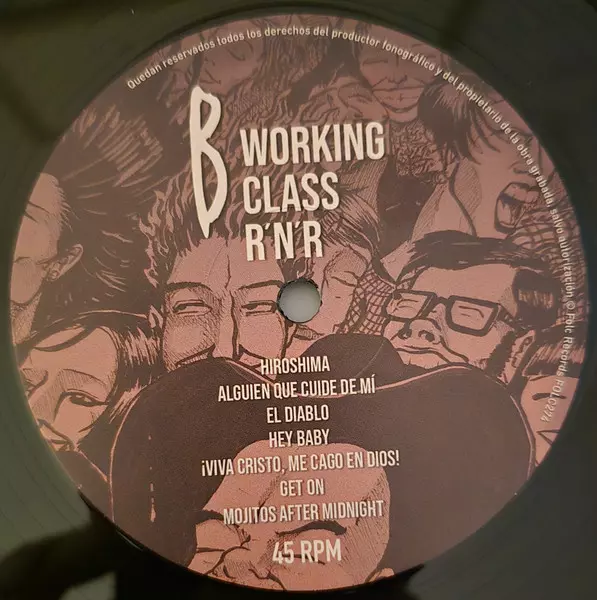 Quedan reservados todos los derechos del productor fonográfico y del propietario de la obra grabada, salvo autorización © Folc Records FOLC274
B
WORKING
CLASS
R´N´R
HIROSHIMA
ALGUIEN QUE CUIDE DE MÍ
EL DIABLO
HEY BABY
¡VIVA CRISTO, ME CAGO EN DIOS!
GET ON
MOJITOS AFTER MIDNIGHT
45 RPM